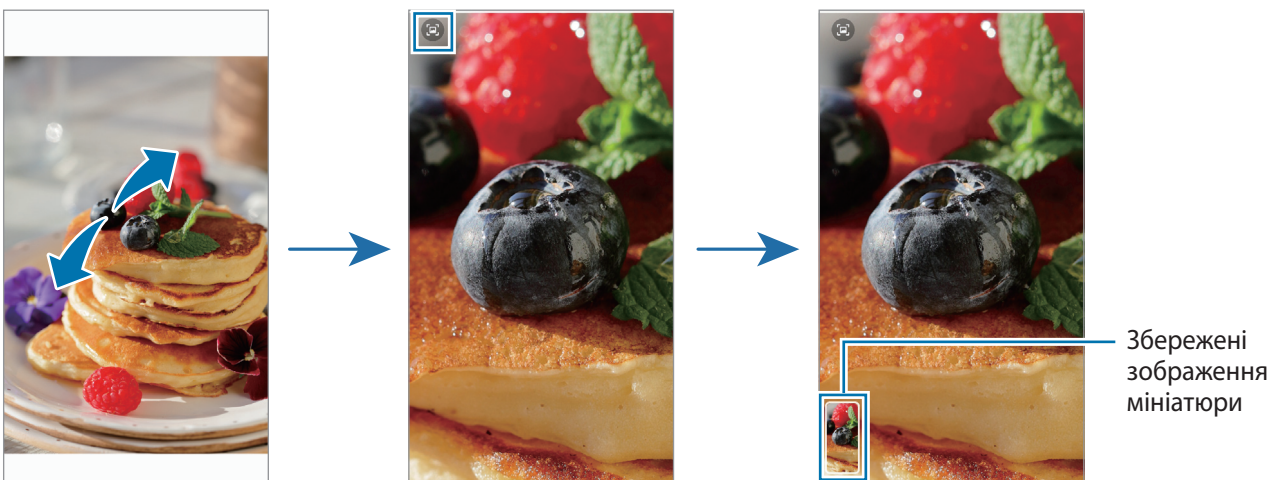 Збережені
зображення
мініатюри